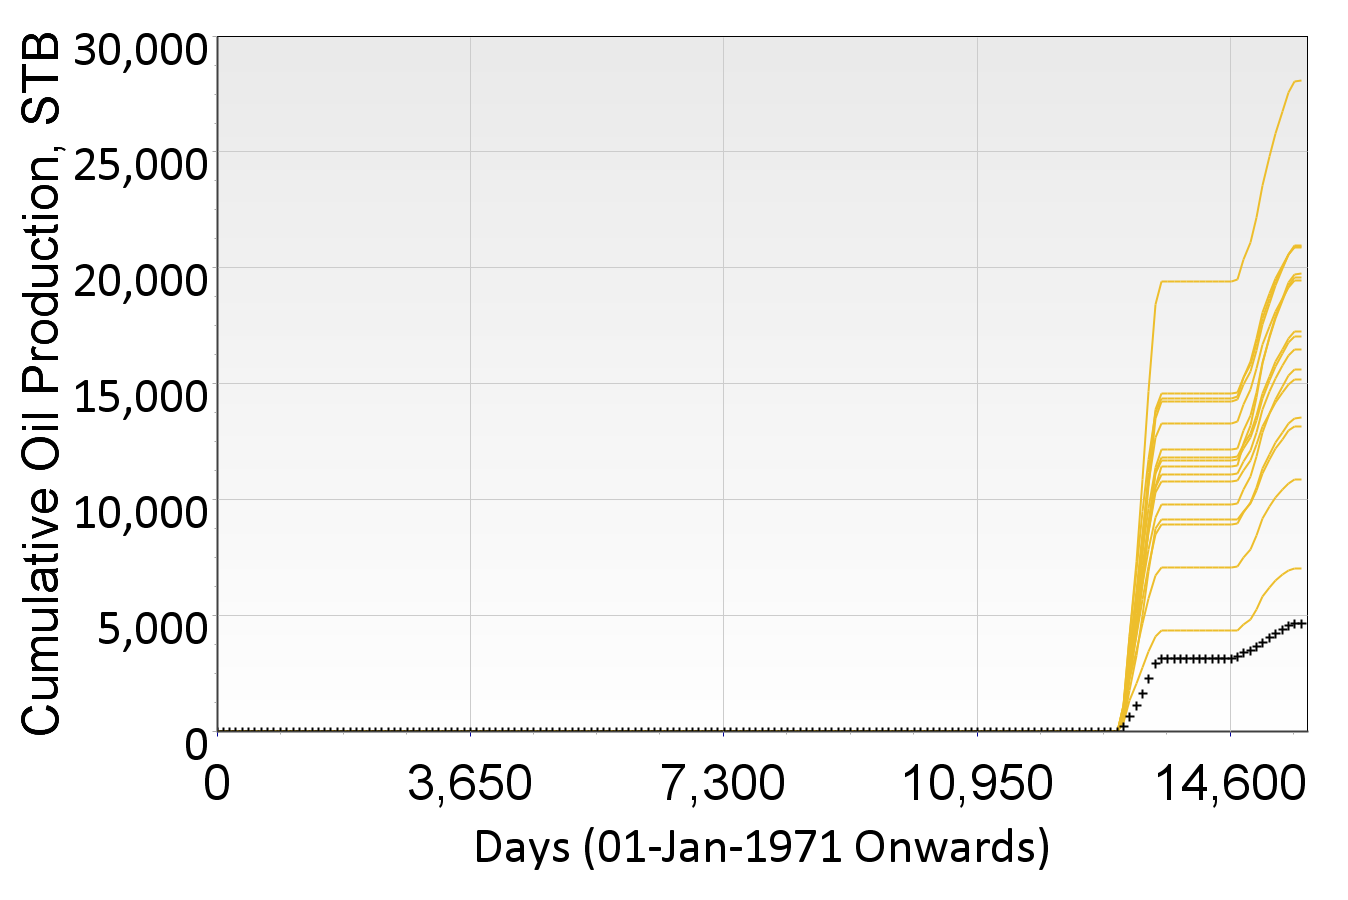 Cumulative Oil Production, STB
30,000
25,000
20,000
15,000
10,000
5,000
0
0 3,650 7,300 10,950 14,600
Days (01-Jan-1971 Onwards)